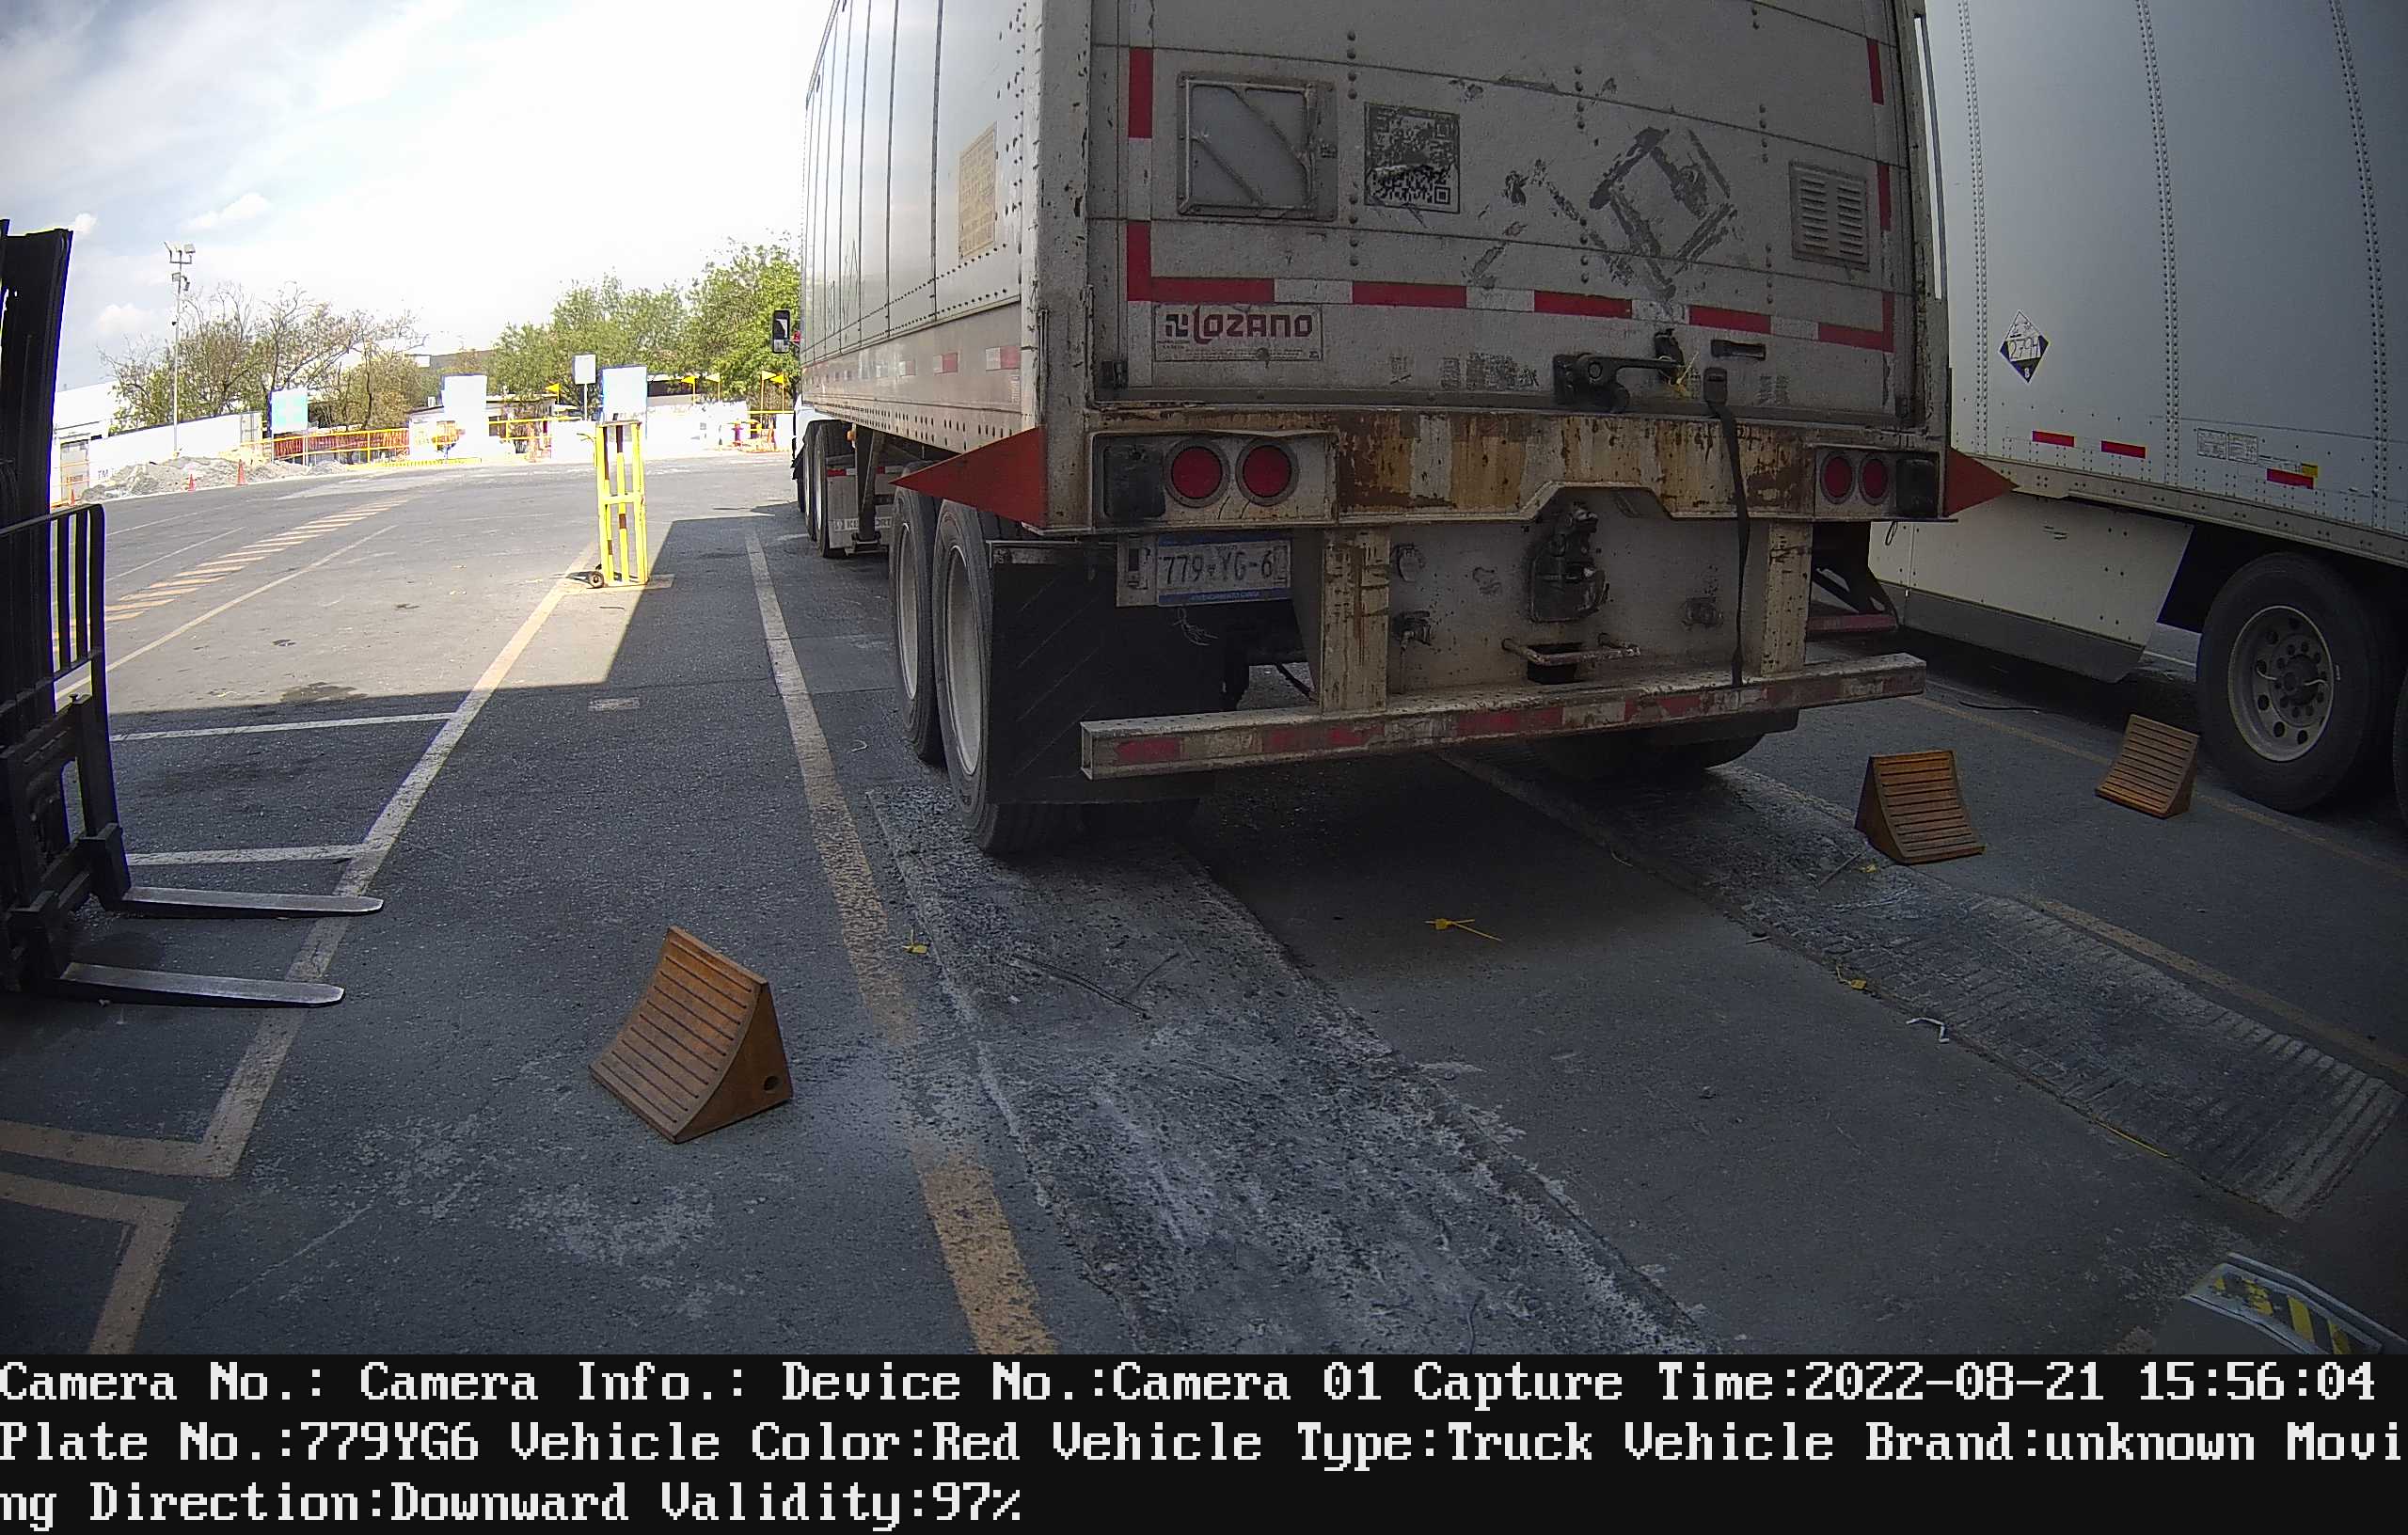 LOZANO
779-YG-6
2794
8
Camera No.: Camera Info.: Device No.:Camera 01 Capture Time:2022-08-21 15:56:04
Plate No.:779YG6 Vehicle Color:Red Vehicle Type:Truck Vehicle Brand:unknown Movi
ng Direction:Downward Validity:97%